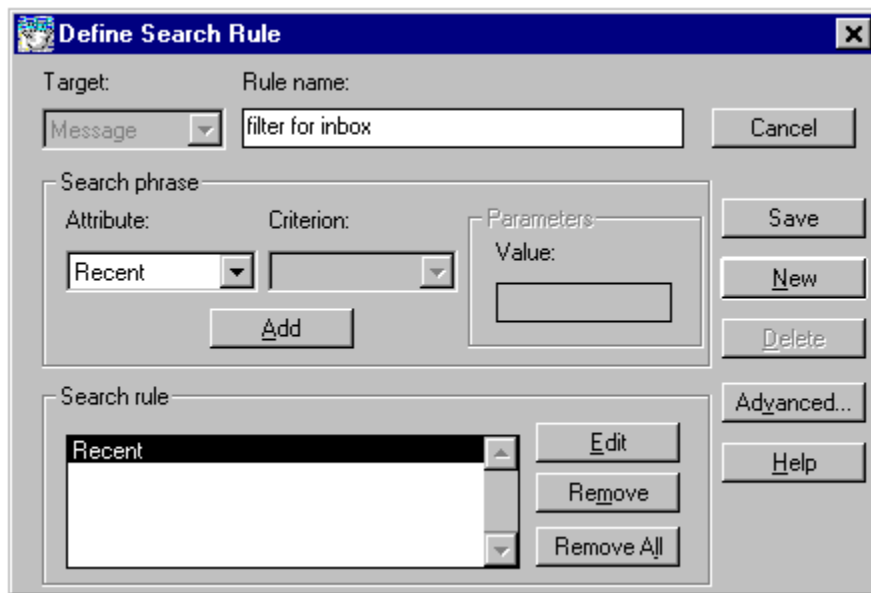 Define Search Rule
Target: Rule name:
Message filter for inbox Cancel
Search phrase
Attribute: Criterion: Parameters
Value:
Recent
Add
Save
New
Delete
Advanced...
Help
Search rule
Recent
Edit
Remove
Remove All